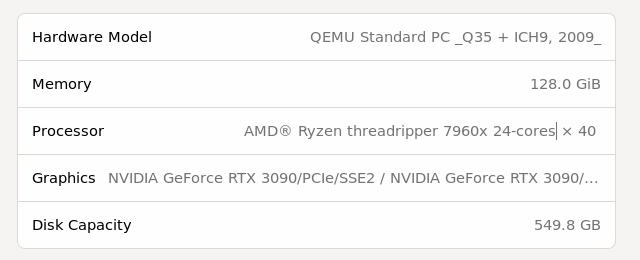 Hardware Model QEMU Standard PC _Q35 + ICH9, 2009_
Memory 128.0 GiB
Processor AMD® Ryzen threadripper 7960x 24-cores × 40
Graphics NVIDIA GeForce RTX 3090/PCIe/SSE2 / NVIDIA GeForce RTX 3090/…
Disk Capacity 549.8 GB